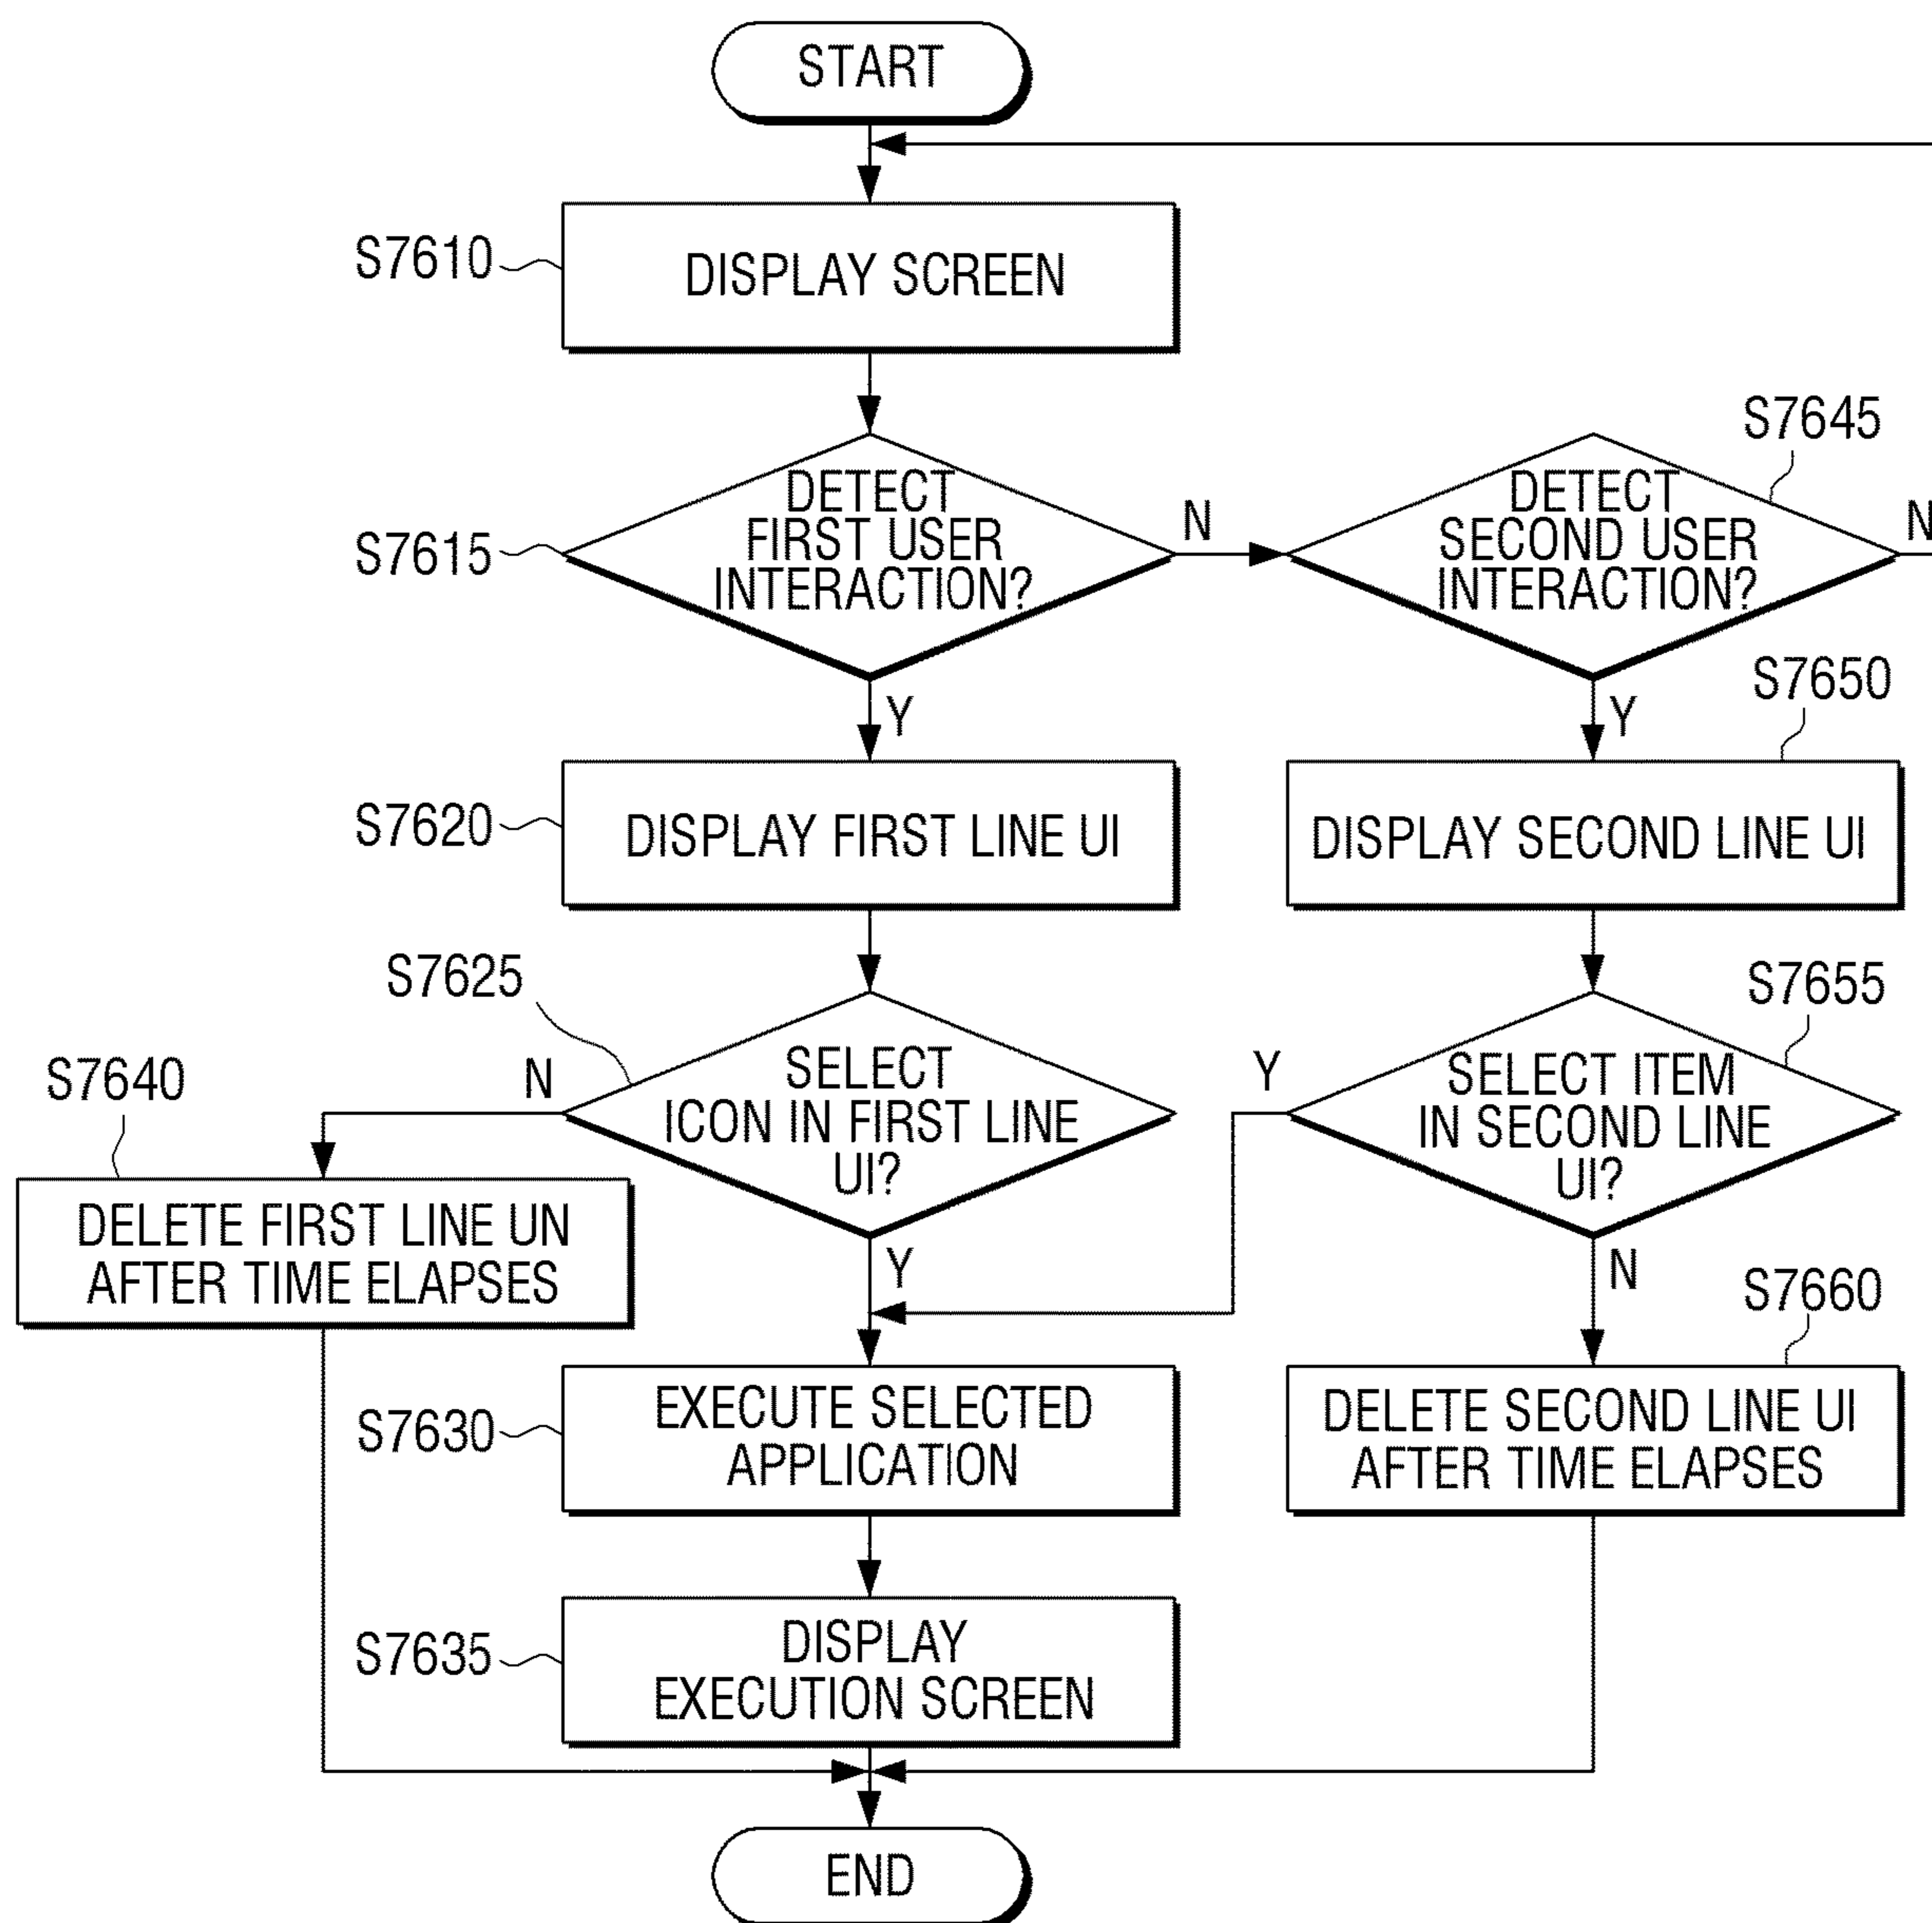 START
S7610
DISPLAY SCREEN
S7615
DETECT
FIRST USER
INTERACTION?
N
S7645
DETECT
SECOND USER
INTERACTION?
N
Y
S7650
Y
S7620
DISPLAY FIRST LINE UI
DISPLAY SECOND LINE UI
S7625
S7655
S7640
N
SELECT
ICON IN FIRST LINE
UI?
Y
SELECT ITEM
IN SECOND LINE
UI?
DELETE FIRST LINE UN
AFTER TIME ELAPSES
Y
N
S7660
S7630
EXECUTE SELECTED
APPLICATION
DELETE SECOND LINE UI
AFTER TIME ELAPSES
S7635
DISPLAY
EXECUTION SCREEN
END